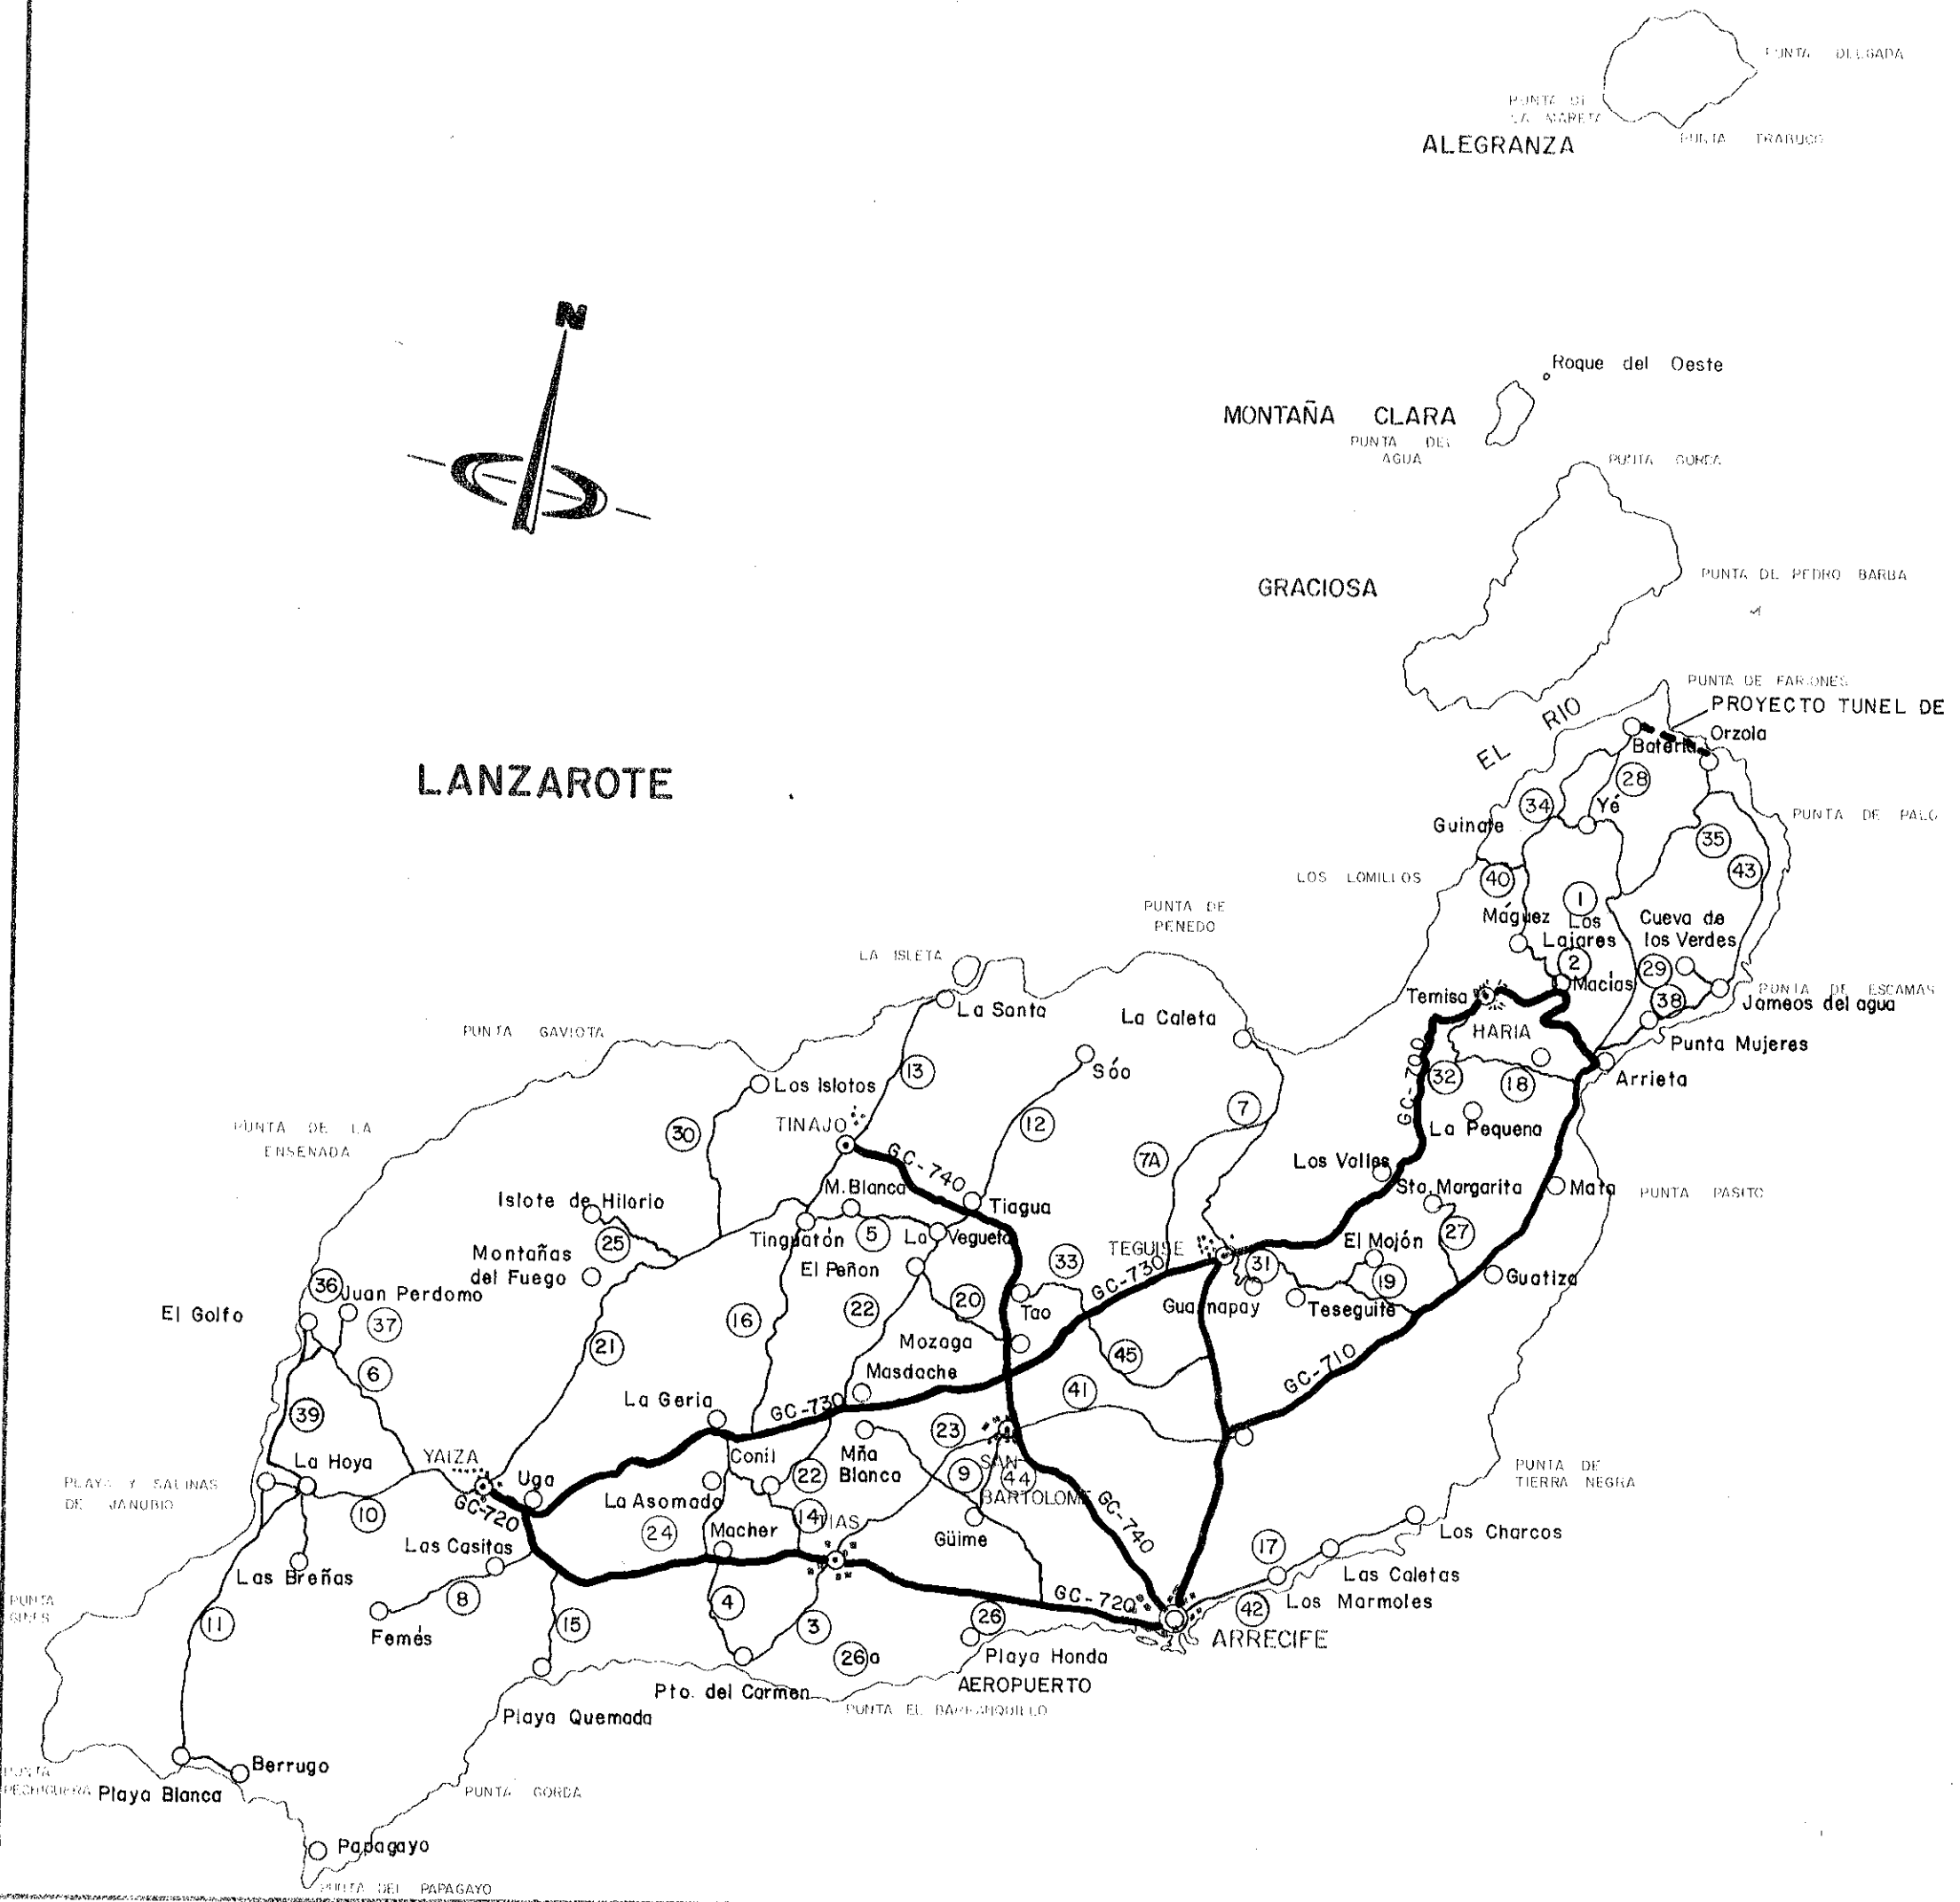 PUNTA DELGADA
PUNTA DE
LA MARETA
PUNTA TRABUCO
ALEGRANZA
N
Roque del Oeste
MONTAÑA CLARA
PUNTA DEL
AGUA
PUNTA GORDA
GRACIOSA
PUNTA DE PEDRO BARBA
PUNTA DE FARIONES
PROYECTO TUNEL DE
Orzola
EL RIO
Bateria
LANZAROTE
28
34
Yé
Guinate
PUNTA DE PALO
35
43
LOS LOMILLOS
40
1
Máguez
Los
Lajares
Cueva de
los Verdes
PUNTA DE
PENEDO
LA ISLETA
2
Macías
29
38
PUNTA DE ESCAMAS
Jameos del agua
Temisa
HARIA
Punta Mujeres
La Santa
La Caleta
PUNTA GAVIOTA
GC-700
32
18
Arrieta
Sóo
13
Los Islotos
TINAJO
12
7
La Pequena
PUNTA DE LA
ENSENADA
30
GC-740
7A
Los Valles
Sta. Margarita
Mata
PUNTA PASITO
M. Blanca
Islote de Hilario
Tiagua
25
Tinguatón
5
La Vegueta
TEGUISE
El Mojón
27
Montañas
del Fuego
El Peñon
33
GC-730
31
19
Guatiza
36
Juan Perdomo
37
El Golfo
22
20
Tao
Guanapay
Teseguite
16
21
Mozaga
45
6
Masdache
GC-710
41
La Geria
GC-730
39
23
YAIZA
La Hoya
Uga
Conil
Mña
Blanca
22
9
SAN
BARTOLOME
44
PLAYA Y SALINAS
DE JANUBIO
PUNTA DE
TIERRA NEGRA
10
GC-720
La Asomada
24
Macher
14
TIAS
Güime
GC-740
Los Charcos
Las Casitas
17
Las Caletas
Las Breñas
Los Marmoles
PUNTA
GINES
8
4
GC-720
42
11
Femés
15
3
26
26a
ARRECIFE
Playa Honda
AEROPUERTO
Pto. del Carmen
PUNTA EL BARRANQUILLO
Playa Quemada
Berrugo
PUNTA
PECHIGUERA
Playa Blanca
PUNTA GORDA
Papagayo
PUNTA DEL PAPAGAYO